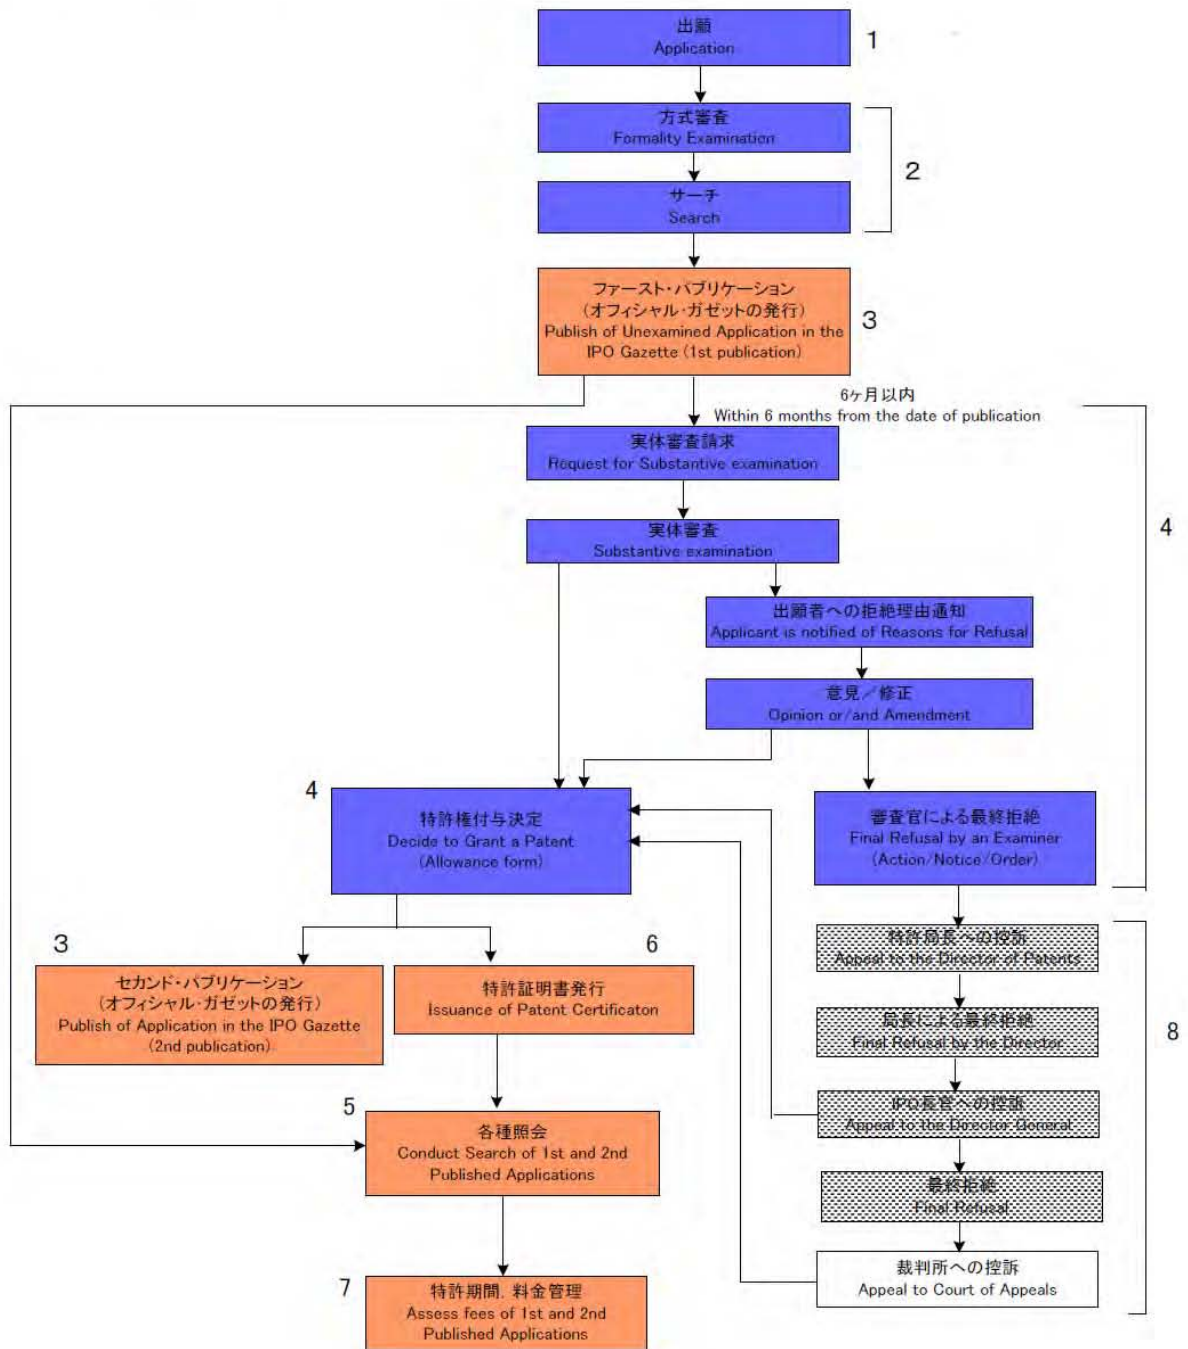 出願
Application
1
方式審査
Formality Examination
2
サーチ
Search
ファースト・パブリケーション
(オフィシャル・ガゼットの発行)
Publish of Unexamined Application in the
IPO Gazette (1st publication)
3
6ヶ月以内
Within 6 months from the date of publication
実体審査請求
Request for Substantive examination
4
実体審査
Substantive examination
出願者への拒絶理由通知
Applicant is notified of Reasons for Refusal
意見/修正
Opinion or/and Amendment
4
特許権付与決定
Decide to Grant a Patent
(Allowance form)
審査官による最終拒絶
Final Refusal by an Examiner
(Action/Notice/Order)
3
セカンド・パブリケーション
(オフィシャル・ガゼットの発行)
Publish of Application in the IPO Gazette
(2nd publication)
6
特許証明書発行
Issuance of Patent Certificaton
特許局長への控訴
Appeal to the Director of Patents
局長による最終拒絶
Final Refusal by the Director
8
IPO長官への控訴
Appeal to the Director General
5
各種照会
Conduct Search of 1st and 2nd
Published Applications
最終拒絶
Final Refusal
裁判所への控訴
Appeal to Court of Appeals
7
特許期間．料金管理
Assess fees of 1st and 2nd
Published Applications